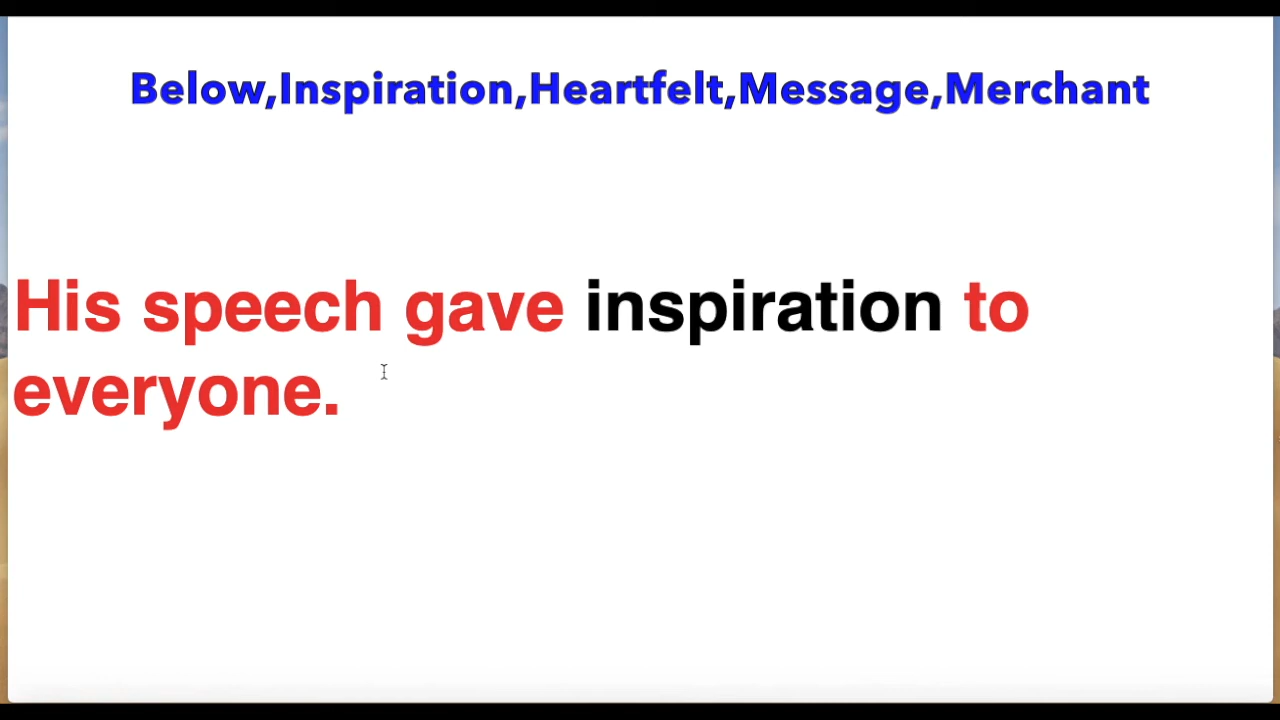 Below,Inspiration,Heartfelt,Message,Merchant
His speech gave inspiration to
everyone.